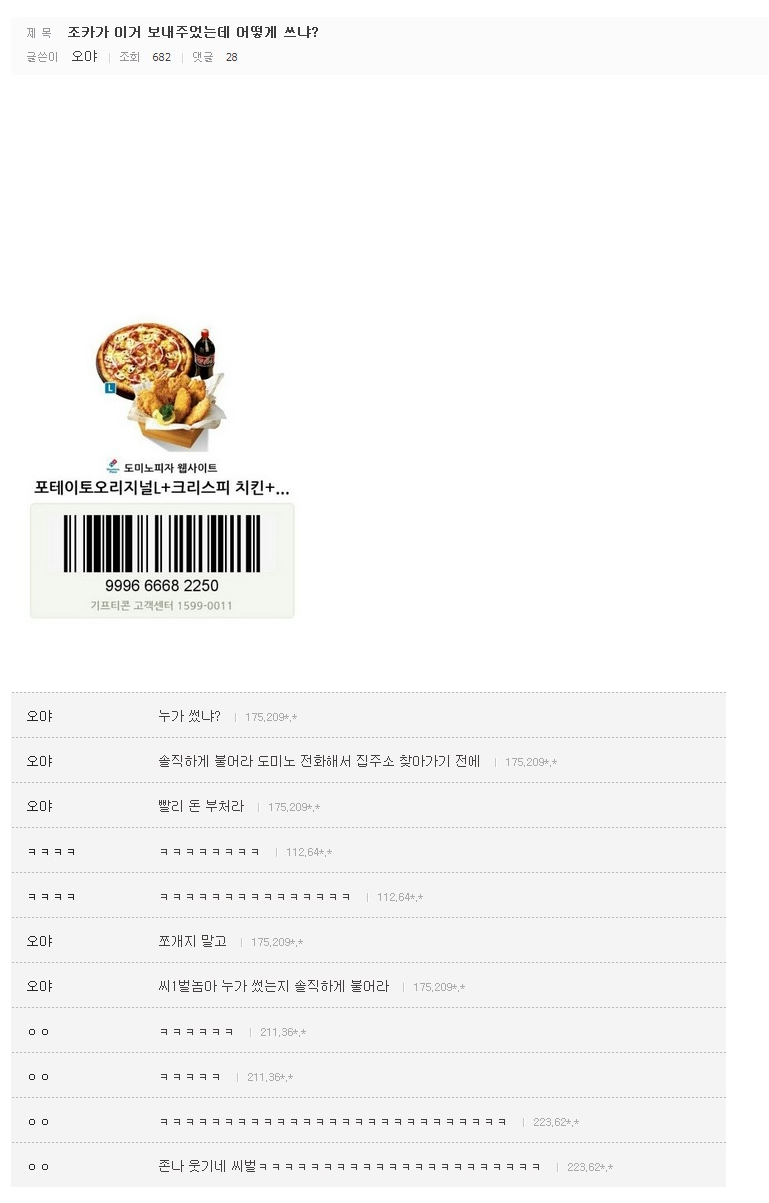 제 목 조카가 이거 보내주었는데 어떻게 쓰냐?
글쓴이 오야 | 조회 682 | 댓글 28
L
도미노피자 웹사이트
포테이토오리지널L+크리스피 치킨+...
9996 6668 2250
기프티콘 고객센터 1599-0011
오야 누가 썼냐? | 175,209*.*
오야 솔직하게 불어라 도미노 전화해서 집주소 찾아가기 전에 | 175,209*.*
오야 빨리 돈 부쳐라 | 175,209*.*
ㅋㅋㅋㅋ ㅋㅋㅋㅋㅋㅋㅋㅋ | 112,64*.*
ㅋㅋㅋㅋ ㅋㅋㅋㅋㅋㅋㅋㅋㅋㅋㅋㅋㅋㅋㅋ | 112,64*.*
오야 쪼개지 말고 | 175,209*.*
오야 씨1벌놈아 누가 썼는지 솔직하게 불어라 | 175,209*.*
ㅇㅇ ㅋㅋㅋㅋㅋㅋ | 211,36*.*
ㅇㅇ ㅋㅋㅋㅋㅋ | 211,36*.*
ㅇㅇ ㅋㅋㅋㅋㅋㅋㅋㅋㅋㅋㅋㅋㅋㅋㅋㅋㅋㅋㅋㅋㅋㅋㅋㅋㅋㅋㅋ | 223,62*.*
ㅇㅇ 존나 웃기네 씨벌ㅋㅋㅋㅋㅋㅋㅋㅋㅋㅋㅋㅋㅋㅋㅋㅋㅋㅋㅋㅋㅋㅋ | 223,62*.*